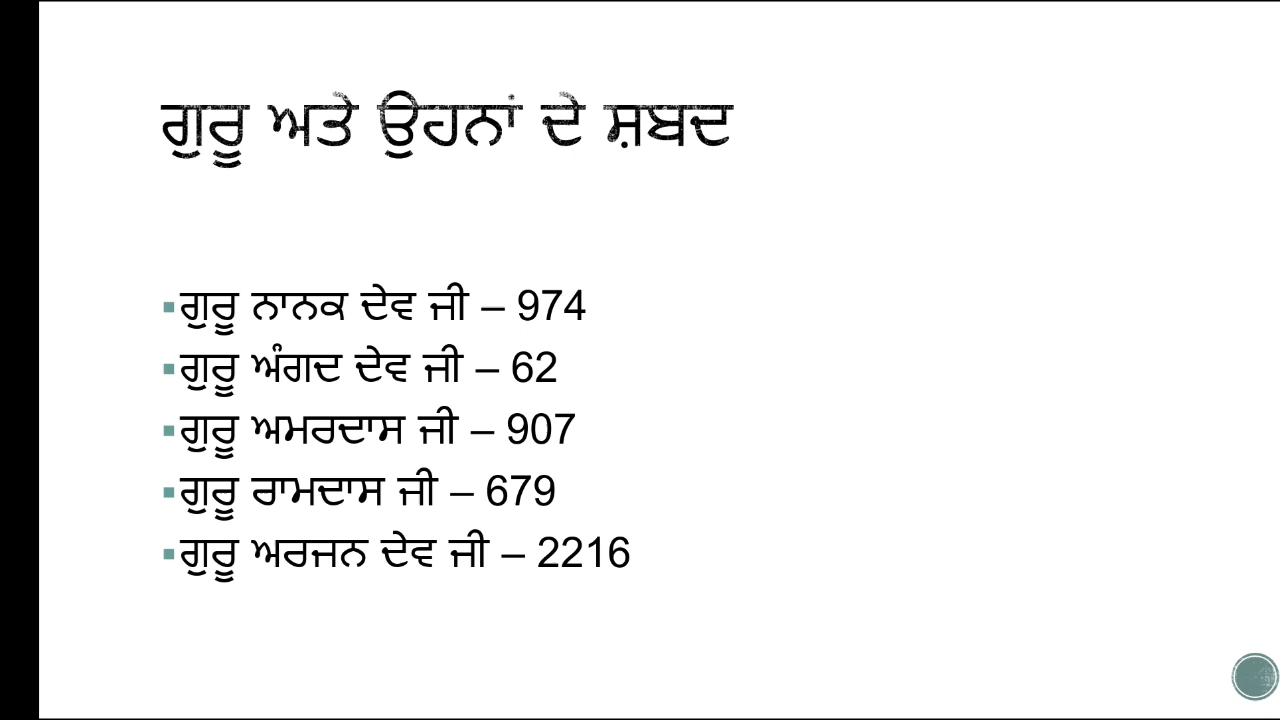 ਗੁਰੂ ਅਤੇ ਉਹਨਾਂ ਦੇ ਸ਼ਬਦ
▪ਗੁਰੂ ਨਾਨਕ ਦੇਵ ਜੀ – 974
▪ਗੁਰੂ ਅੰਗਦ ਦੇਵ ਜੀ – 62
▪ਗੁਰੂ ਅਮਰਦਾਸ ਜੀ – 907
▪ਗੁਰੂ ਰਾਮਦਾਸ ਜੀ – 679
▪ਗੁਰੂ ਅਰਜਨ ਦੇਵ ਜੀ – 2216